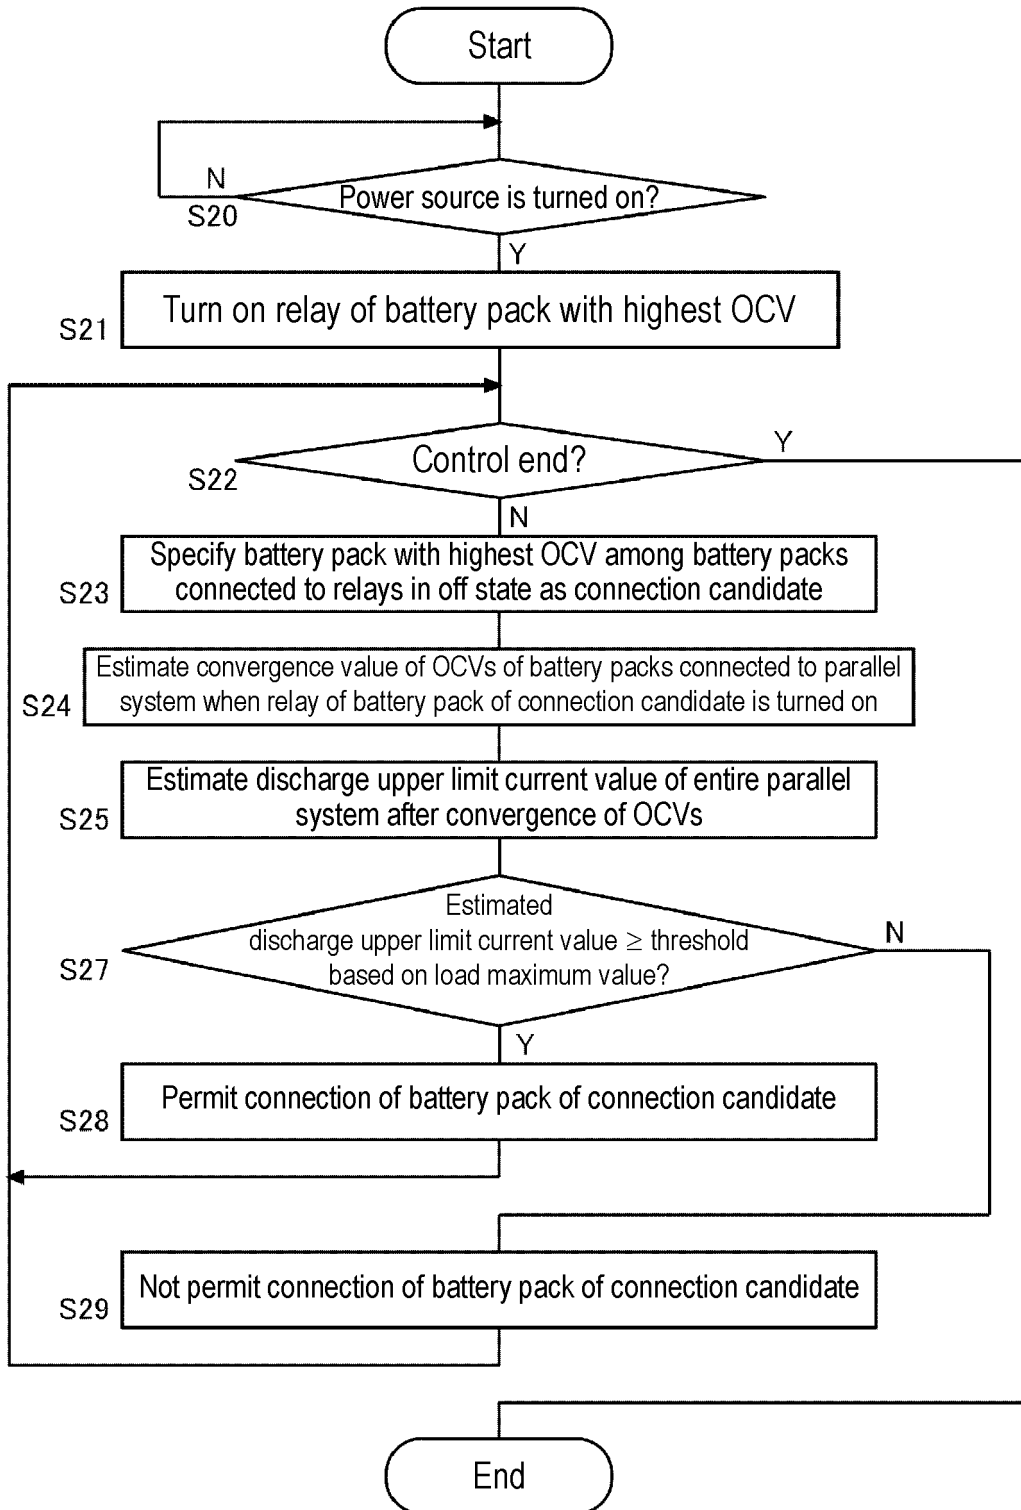 Start
N
Power source is turned on?
S20
Y
Turn on relay of battery pack with highest OCV
S21
Y
Control end?
S22
N
Specify battery pack with highest OCV among battery packs
connected to relays in off state as connection candidate
S23
Estimate convergence value of OCVs of battery packs connected to parallel
system when relay of battery pack of connection candidate is turned on
S24
Estimate discharge upper limit current value of entire parallel
system after convergence of OCVs
S25
Estimated
discharge upper limit current value ≥ threshold
based on load maximum value?
N
S27
Y
Permit connection of battery pack of connection candidate
S28
Not permit connection of battery pack of connection candidate
S29
End